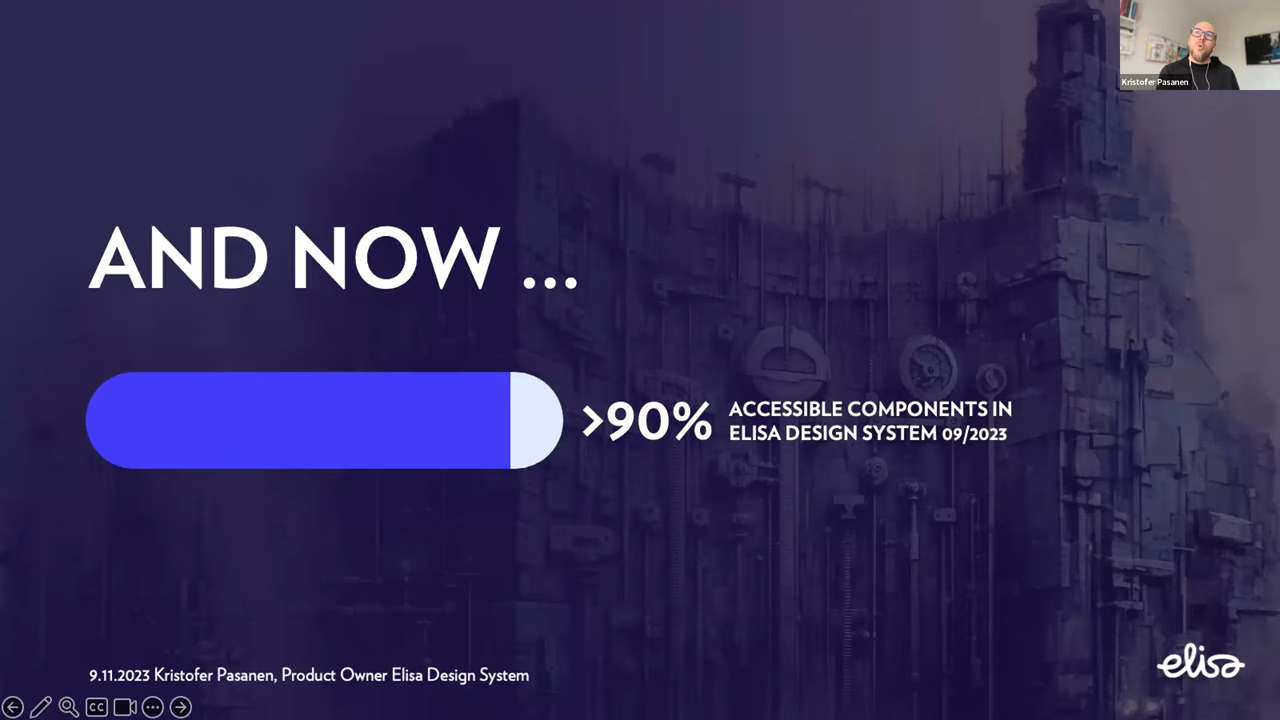 Kristofer Pasanen
AND NOW ...
>90%
ACCESSIBLE COMPONENTS IN
ELISA DESIGN SYSTEM 09/2023
9.11.2023 Kristofer Pasanen, Product Owner Elisa Design System
elisa
CC